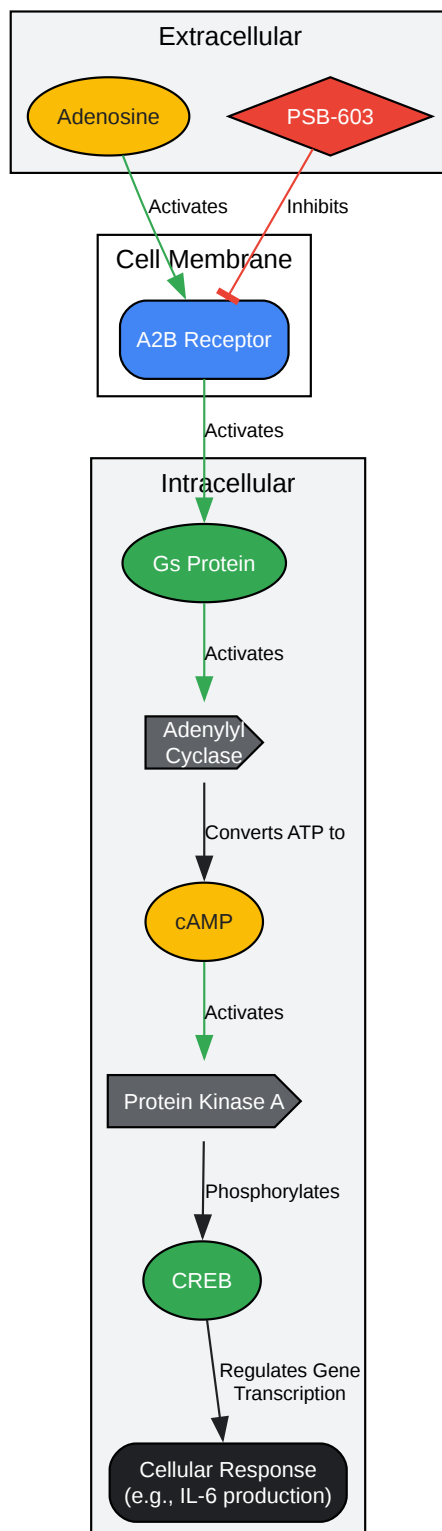 Extracellular
Adenosine
PSB-603
Activates
Inhibits
Cell Membrane
A2B Receptor
Activates
Intracellular
Gs Protein
Activates
Adenylyl
Cyclase
Converts ATP to
cAMP
Activates
Protein Kinase A
Phosphorylates
CREB
Regulates Gene
Transcription
Cellular Response
(e.g., IL-6 production)